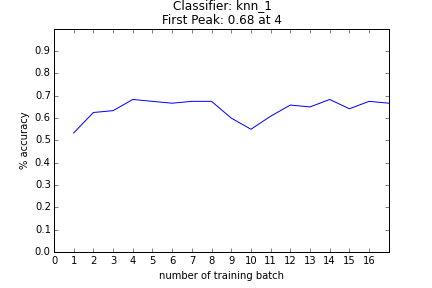 Classifier: knn_1
First Peak: 0.68 at 4
0.9
0.8
0.7
0.6
0.5
0.4
0.3
0.2
0.1
0.0
% accuracy
0 1 2 3 4 5 6 7 8 9 10 11 12 13 14 15 16
number of training batch